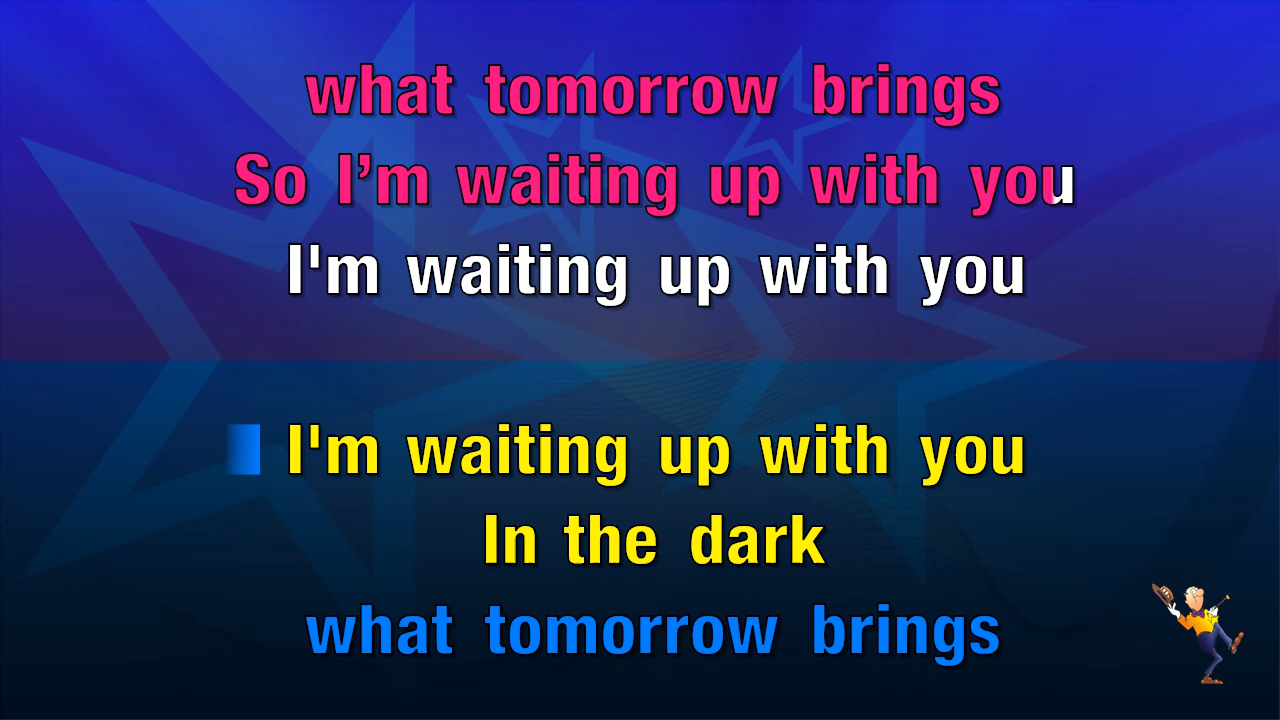 what tomorrow brings
So I’m waiting up with you
I'm waiting up with you
I'm waiting up with you
In the dark
what tomorrow brings